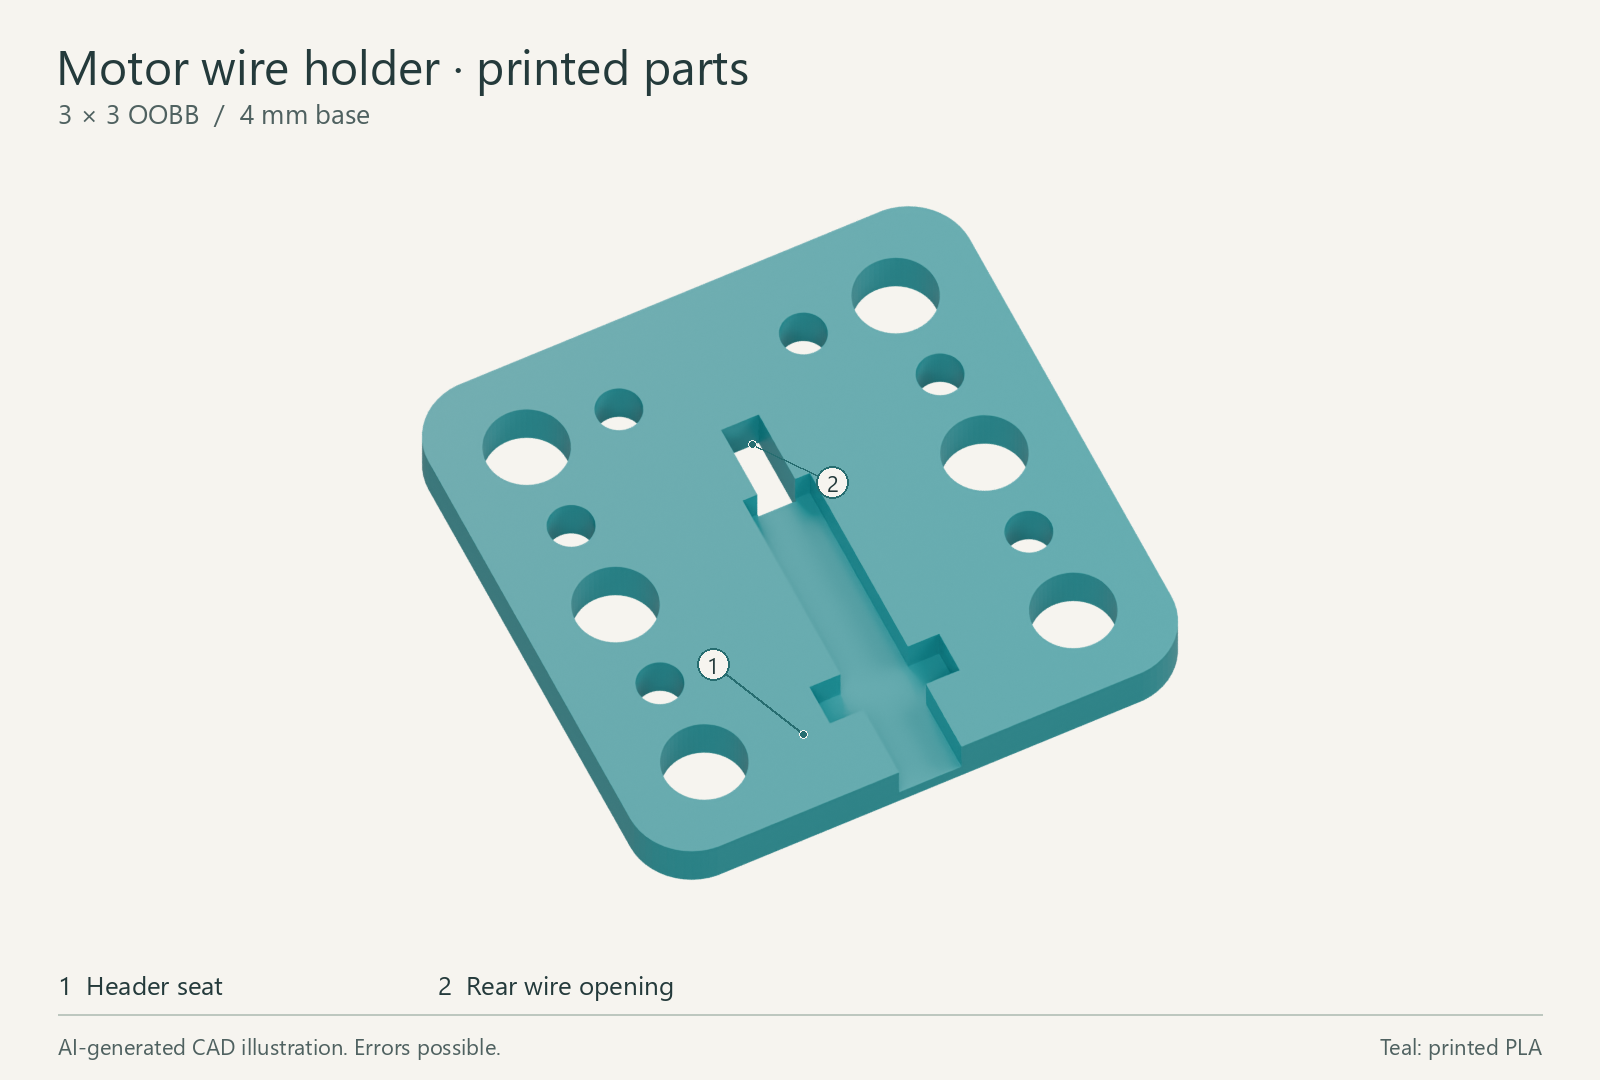 Motor wire holder · printed parts
3 × 3 OOBB / 4 mm base
2
1
1 Header seat
2 Rear wire opening
AI-generated CAD illustration. Errors possible.
Teal: printed PLA